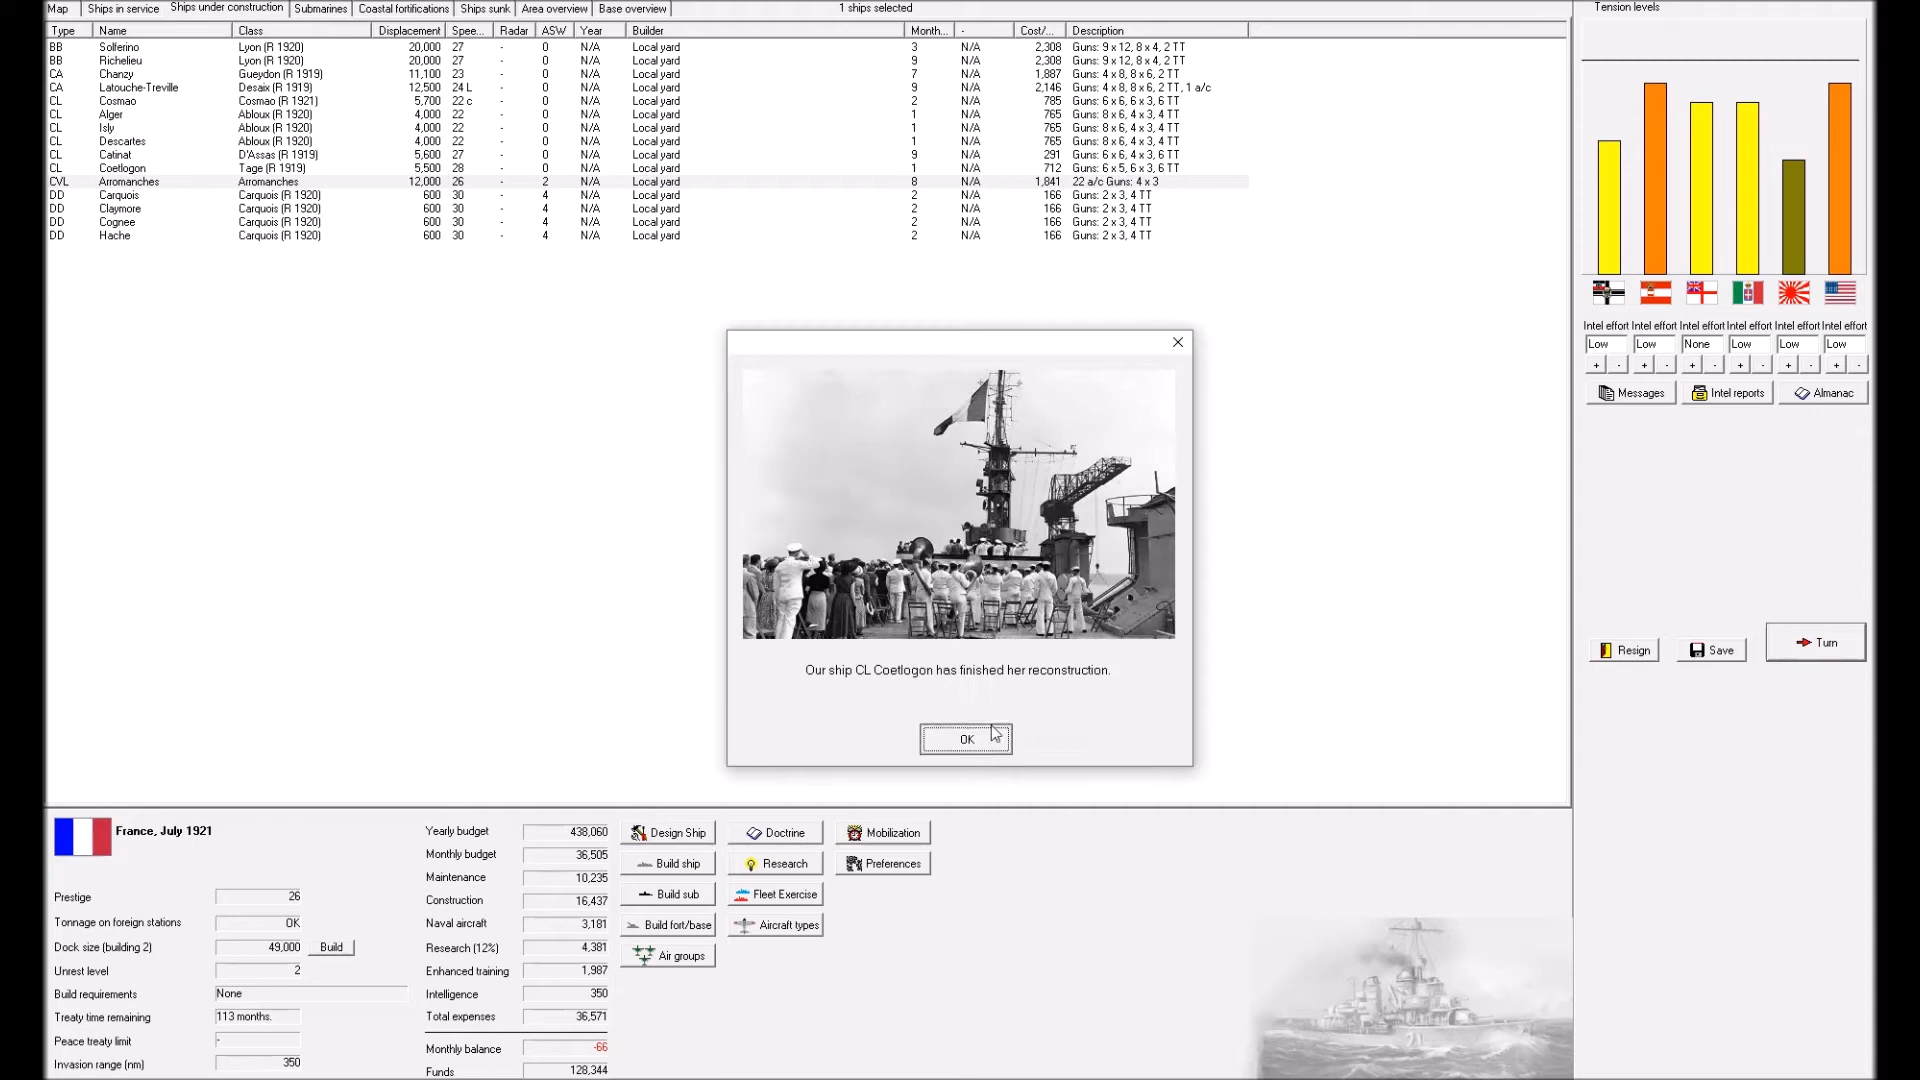 Map Ships in service Ships under construction Submarines Coastal fortifications Ships sunk Area overview Base overview 1 ships selected Tension levels
Type Name Class Displacement Spee... Radar ASW Year Builder Month... - Cost/... Description
BB Solferino Lyon (R 1920) 20,000 27 - 0 N/A Local yard 3 N/A 2,308 Guns: 9 x 12, 8 x 4, 2 TT
BB Richelieu Lyon (R 1920) 20,000 27 - 0 N/A Local yard 9 N/A 2,308 Guns: 9 x 12, 8 x 4, 2 TT
CA Chanzy Gueydon (R 1919) 11,100 23 - 0 N/A Local yard 7 N/A 1,887 Guns: 4 x 8, 8 x 6, 2 TT
CA Latouche-Treville Desaix (R 1919) 12,500 24 L - 0 N/A Local yard 9 N/A 2,146 Guns: 4 x 8, 8 x 6, 2 TT, 1 a/c
CL Cosmao Cosmao (R 1921) 5,700 22 c - 0 N/A Local yard 2 N/A 785 Guns: 6 x 6, 6 x 3, 6 TT
CL Alger Abloux (R 1920) 4,000 22 - 0 N/A Local yard 1 N/A 765 Guns: 8 x 6, 4 x 3, 4 TT
CL Isly Abloux (R 1920) 4,000 22 - 0 N/A Local yard 1 N/A 765 Guns: 8 x 6, 4 x 3, 4 TT
CL Descartes Abloux (R 1920) 4,000 22 - 0 N/A Local yard 1 N/A 765 Guns: 8 x 6, 4 x 3, 4 TT
CL Catinat D'Assas (R 1919) 5,600 27 - 0 N/A Local yard 9 N/A 291 Guns: 6 x 6, 4 x 3, 6 TT
CL Coetlogon Tage (R 1919) 5,500 28 - 0 N/A Local yard 1 N/A 712 Guns: 6 x 5, 6 x 3, 6 TT
CVL Arromanches Arromanches 12,000 26 - 2 N/A Local yard 8 N/A 1,841 22 a/c Guns: 4 x 3
DD Carquois Carquois (R 1920) 600 30 - 4 N/A Local yard 2 N/A 166 Guns: 2 x 3, 4 TT
DD Claymore Carquois (R 1920) 600 30 - 4 N/A Local yard 2 N/A 166 Guns: 2 x 3, 4 TT
DD Cognee Carquois (R 1920) 600 30 - 4 N/A Local yard 2 N/A 166 Guns: 2 x 3, 4 TT
DD Hache Carquois (R 1920) 600 30 - 4 N/A Local yard 2 N/A 166 Guns: 2 x 3, 4 TT
Intel effort Intel effort Intel effort Intel effort Intel effort Intel effort
Low Low None Low Low Low
+ - + - + - + - + - + -
Messages Intel reports Almanac
Our ship CL Coetlogon has finished her reconstruction.
OK
Resign Save Turn
France, July 1921
Prestige 26
Tonnage on foreign stations OK
Dock size (building 2) 49,000 Build
Unrest level 2
Build requirements None
Treaty time remaining 113 months.
Peace treaty limit -
Invasion range (nm) 350
Yearly budget 438,060
Monthly budget 36,505
Maintenance 10,235
Construction 16,437
Naval aircraft 3,181
Research (12%) 4,381
Enhanced training 1,987
Intelligence 350
Total expenses 36,571
Monthly balance -66
Funds 128,344
Design Ship Doctrine Mobilization
Build ship Research Preferences
Build sub Fleet Exercise
Build fort/base Aircraft types
Air groups